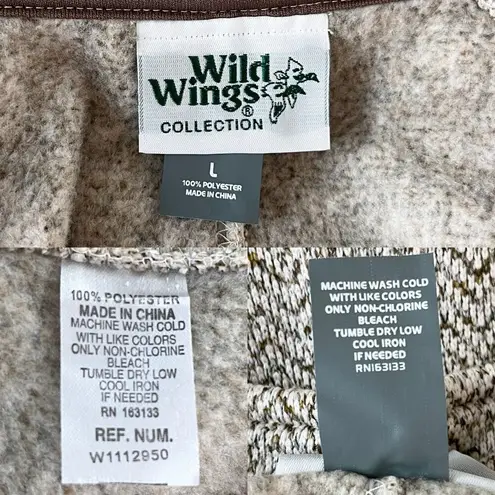 Wild
Wings®
COLLECTION
L
100% POLYESTER
MADE IN CHINA
100% POLYESTER
MADE IN CHINA
MACHINE WASH COLD
WITH LIKE COLORS
ONLY NON-CHLORINE
BLEACH
TUMBLE DRY LOW
COOL IRON
IF NEEDED
RN 163133
REF. NUM.
W1112950
MACHINE WASH COLD
WITH LIKE COLORS
ONLY NON-CHLORINE
BLEACH
TUMBLE DRY LOW
COOL IRON
IF NEEDED
RN163133